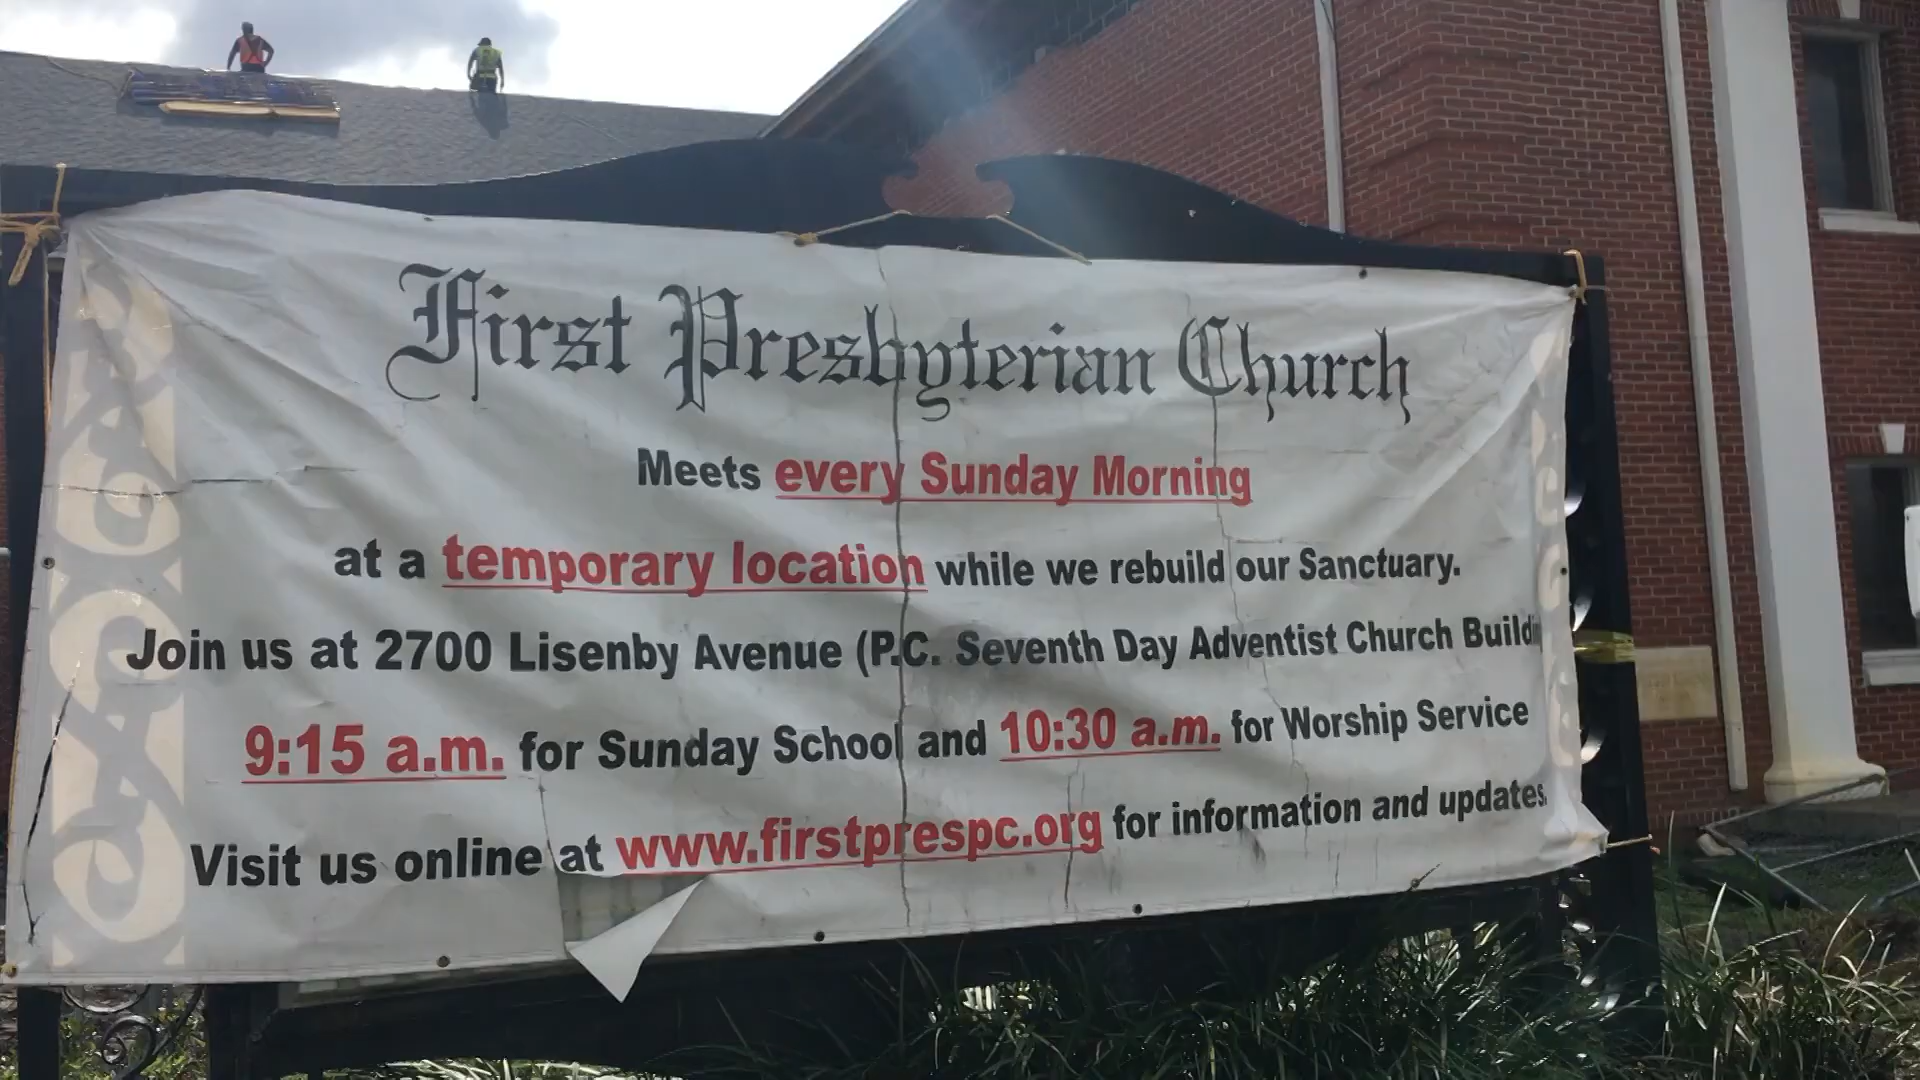 First Presbyterian Church
Meets every Sunday Morning
at a temporary location while we rebuild our Sanctuary.
Join us at 2700 Lisenby Avenue (P.C. Seventh Day Adventist Church
9:15 a.m. for Sunday School and 10:30 a.m. for Worship Service
Visit us online at www.firstprespc.org for information and updates.